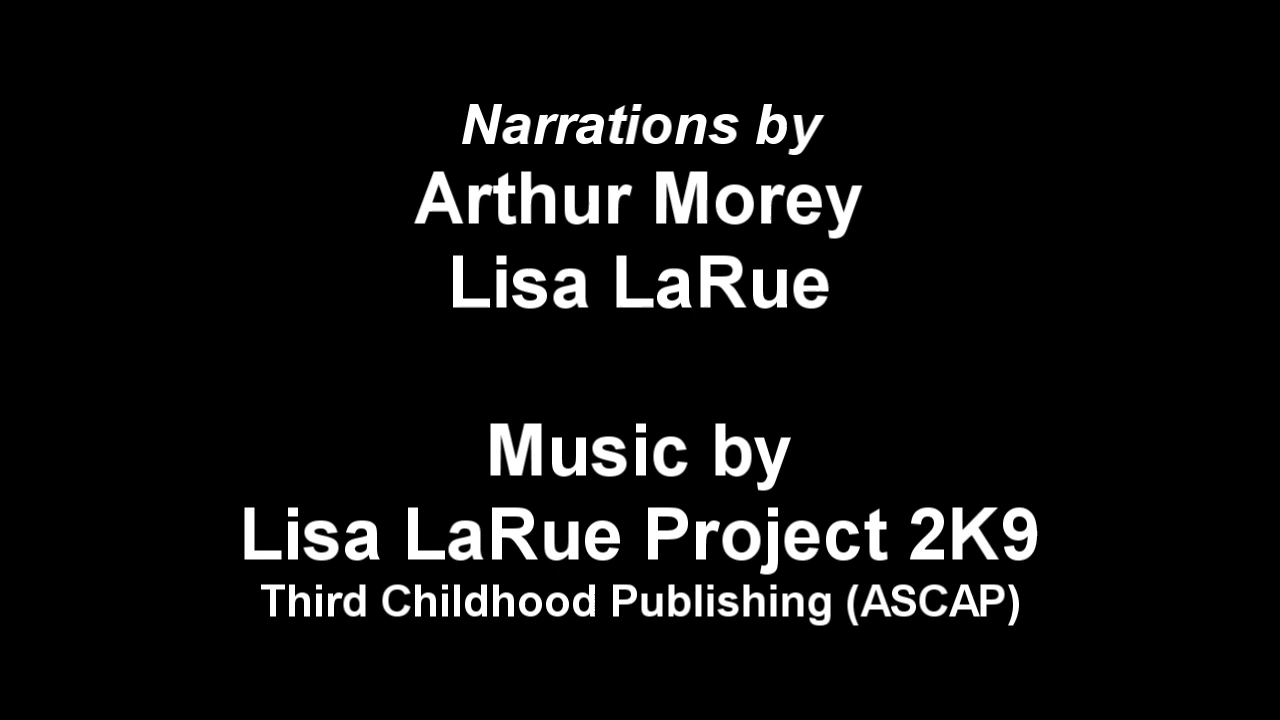 Narrations by
Arthur Morey
Lisa LaRue
Music by
Lisa LaRue Project 2K9
Third Childhood Publishing (ASCAP)